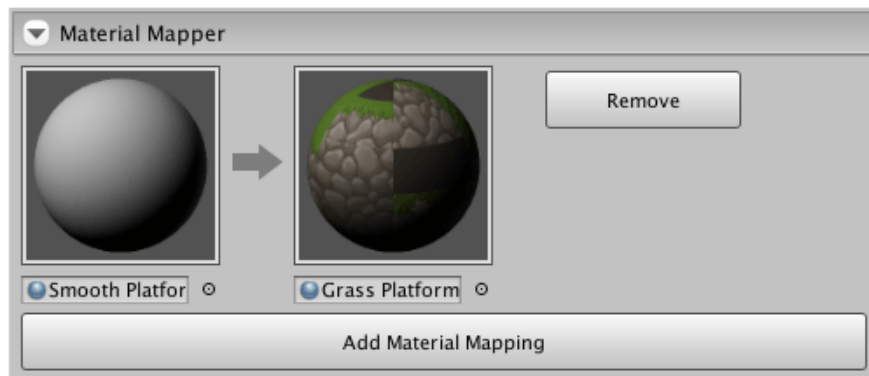 Material Mapper
Remove
Smooth Platfor
Grass Platform
Add Material Mapping